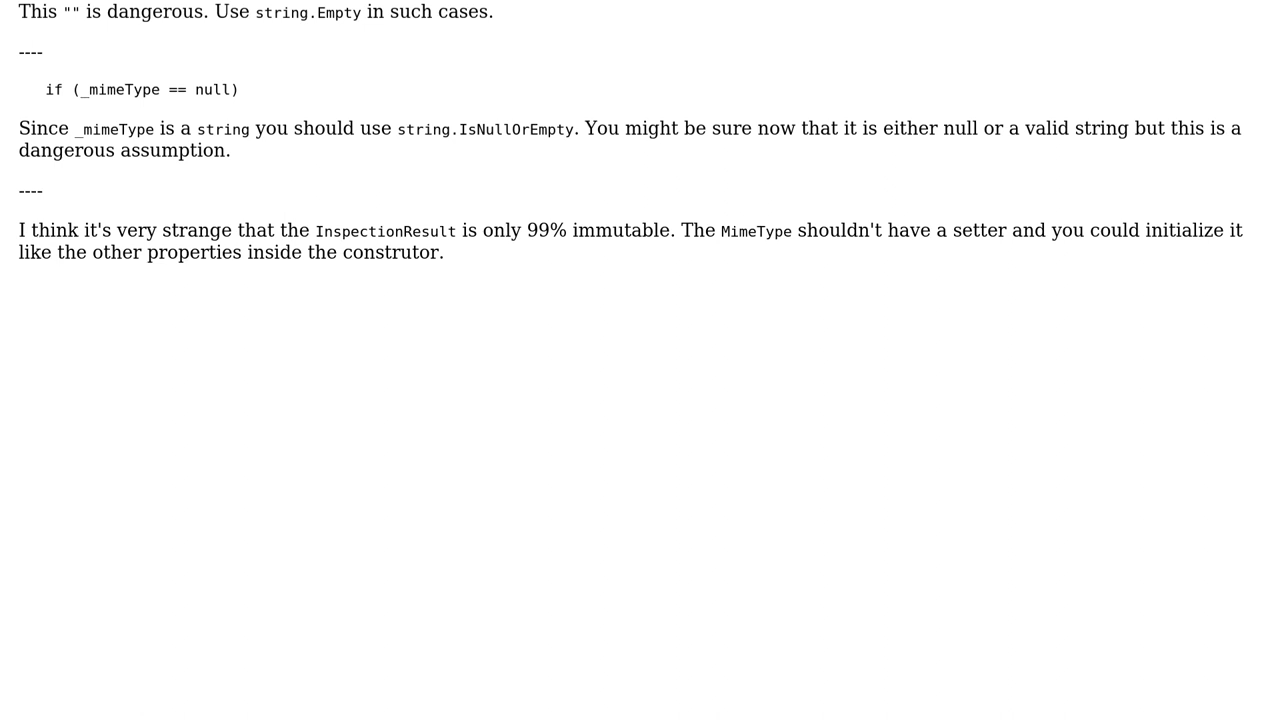 This "" is dangerous. Use string.Empty in such cases.
----
if (_mimeType == null)
Since _mimeType is a string you should use string.IsNullOrEmpty. You might be sure now that it is either null or a valid string but this is a
dangerous assumption.
----
I think it's very strange that the InspectionResult is only 99% immutable. The MimeType shouldn't have a setter and you could initialize it
like the other properties inside the construtor.